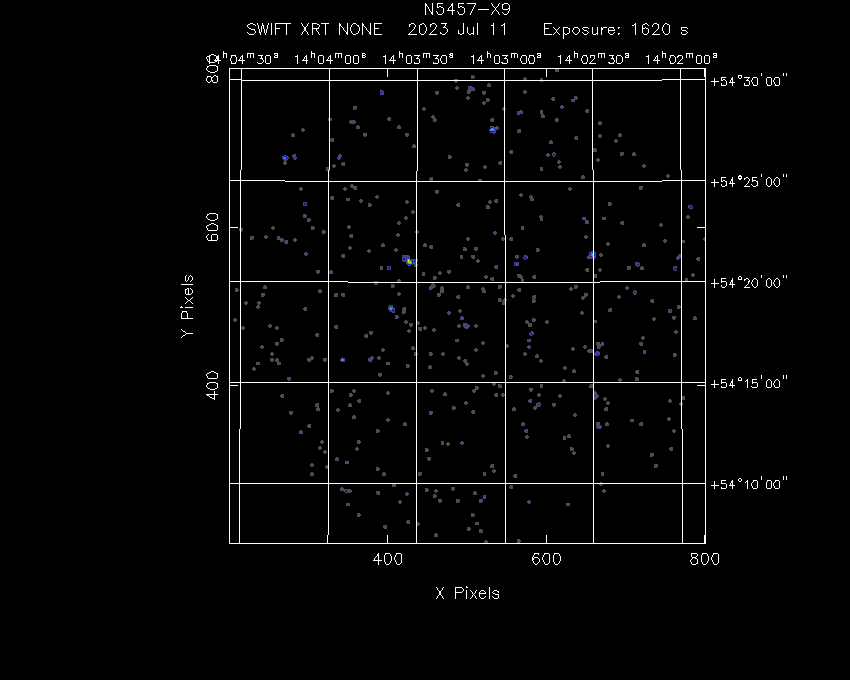 N5457-X9
SWIFT XRT NONE 2023 Jul 11 Exposure: 1620 s
14ʰ04ᵐ30ˢ 14ʰ04ᵐ00ˢ 14ʰ03ᵐ30ˢ 14ʰ03ᵐ00ˢ 14ʰ02ᵐ30ˢ 14ʰ02ᵐ00ˢ
800
+54°30'00"
+54°25'00"
600
+54°20'00"
Y Pixels
400
+54°15'00"
+54°10'00"
400 600 800
X Pixels